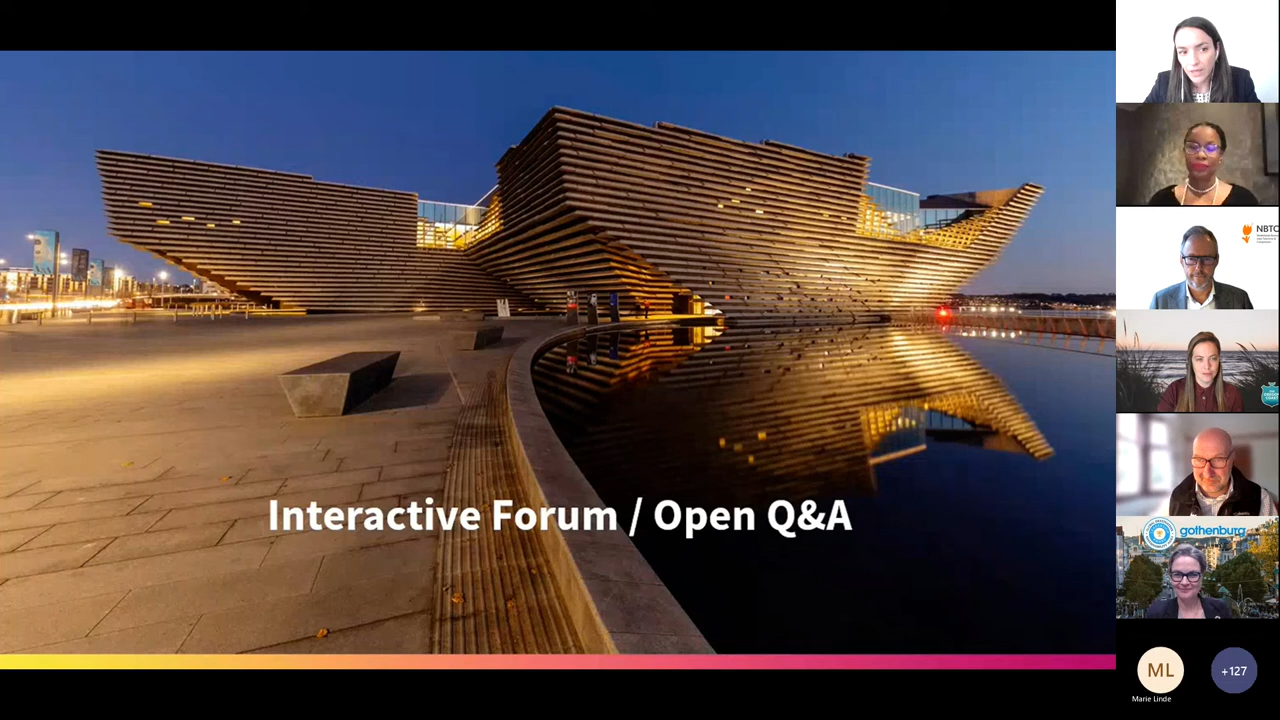 Interactive Forum / Open Q&A
NBTC
gothenburg
ML
Marie Linde
+127